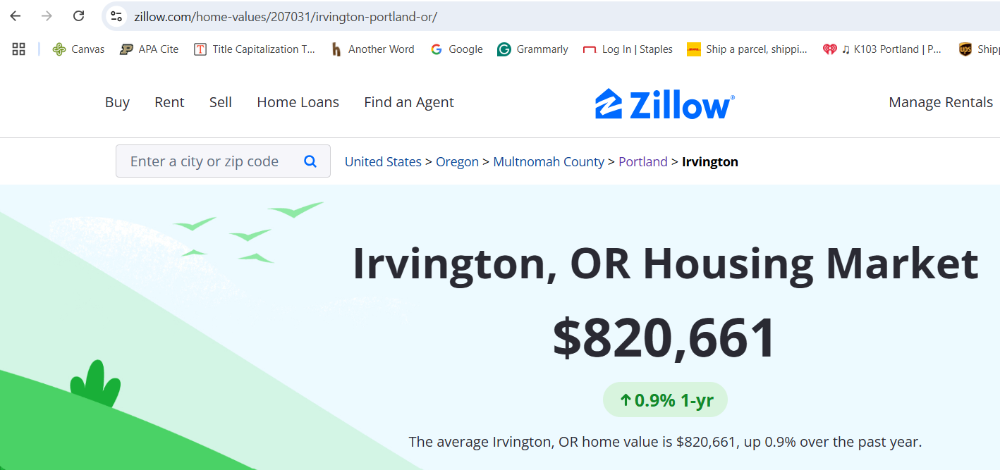 zillow.com/home-values/207031/irvington-portland-or/
Canvas APA Cite Title Capitalization T... Another Word Google Grammarly Log In | Staples Ship a parcel, shippi... ♫ K103 Portland | P... Shipp
Buy Rent Sell Home Loans Find an Agent Zillow® Manage Rentals
Enter a city or zip code United States > Oregon > Multnomah County > Portland > Irvington
Irvington, OR Housing Market
$820,661
↑ 0.9% 1-yr
The average Irvington, OR home value is $820,661, up 0.9% over the past year.